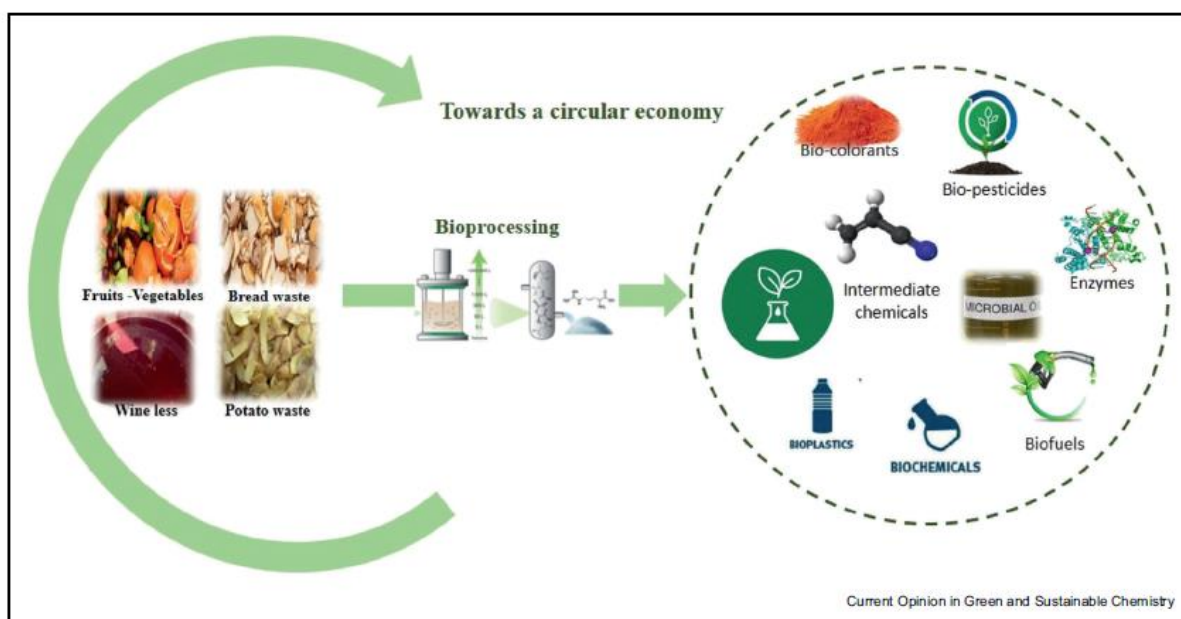 Towards a circular economy
Fruits -Vegetables
Bread waste
Wine less
Potato waste
Bioprocessing
Bio-colorants
Bio-pesticides
Intermediate
chemicals
MICROBIAL
Enzymes
BIOPLASTICS
BIOCHEMICALS
Biofuels
Current Opinion in Green and Sustainable Chemistry